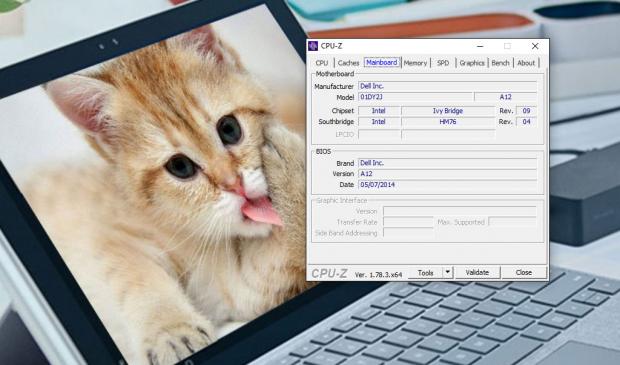 CPU-Z
CPU Caches Mainboard Memory SPD Graphics Bench About
Motherboard
Manufacturer Dell Inc.
Model 01DY2J A12
Chipset Intel Ivy Bridge Rev. 09
Southbridge Intel HM76 Rev. 04
LPCIO
BIOS
Brand Dell Inc.
Version A12
Date 05/07/2014
Graphic Interface
Version
Transfer Rate Max. Supported
Side Band Addressing
CPU-Z Ver. 1.78.3.x64 Tools Validate Close